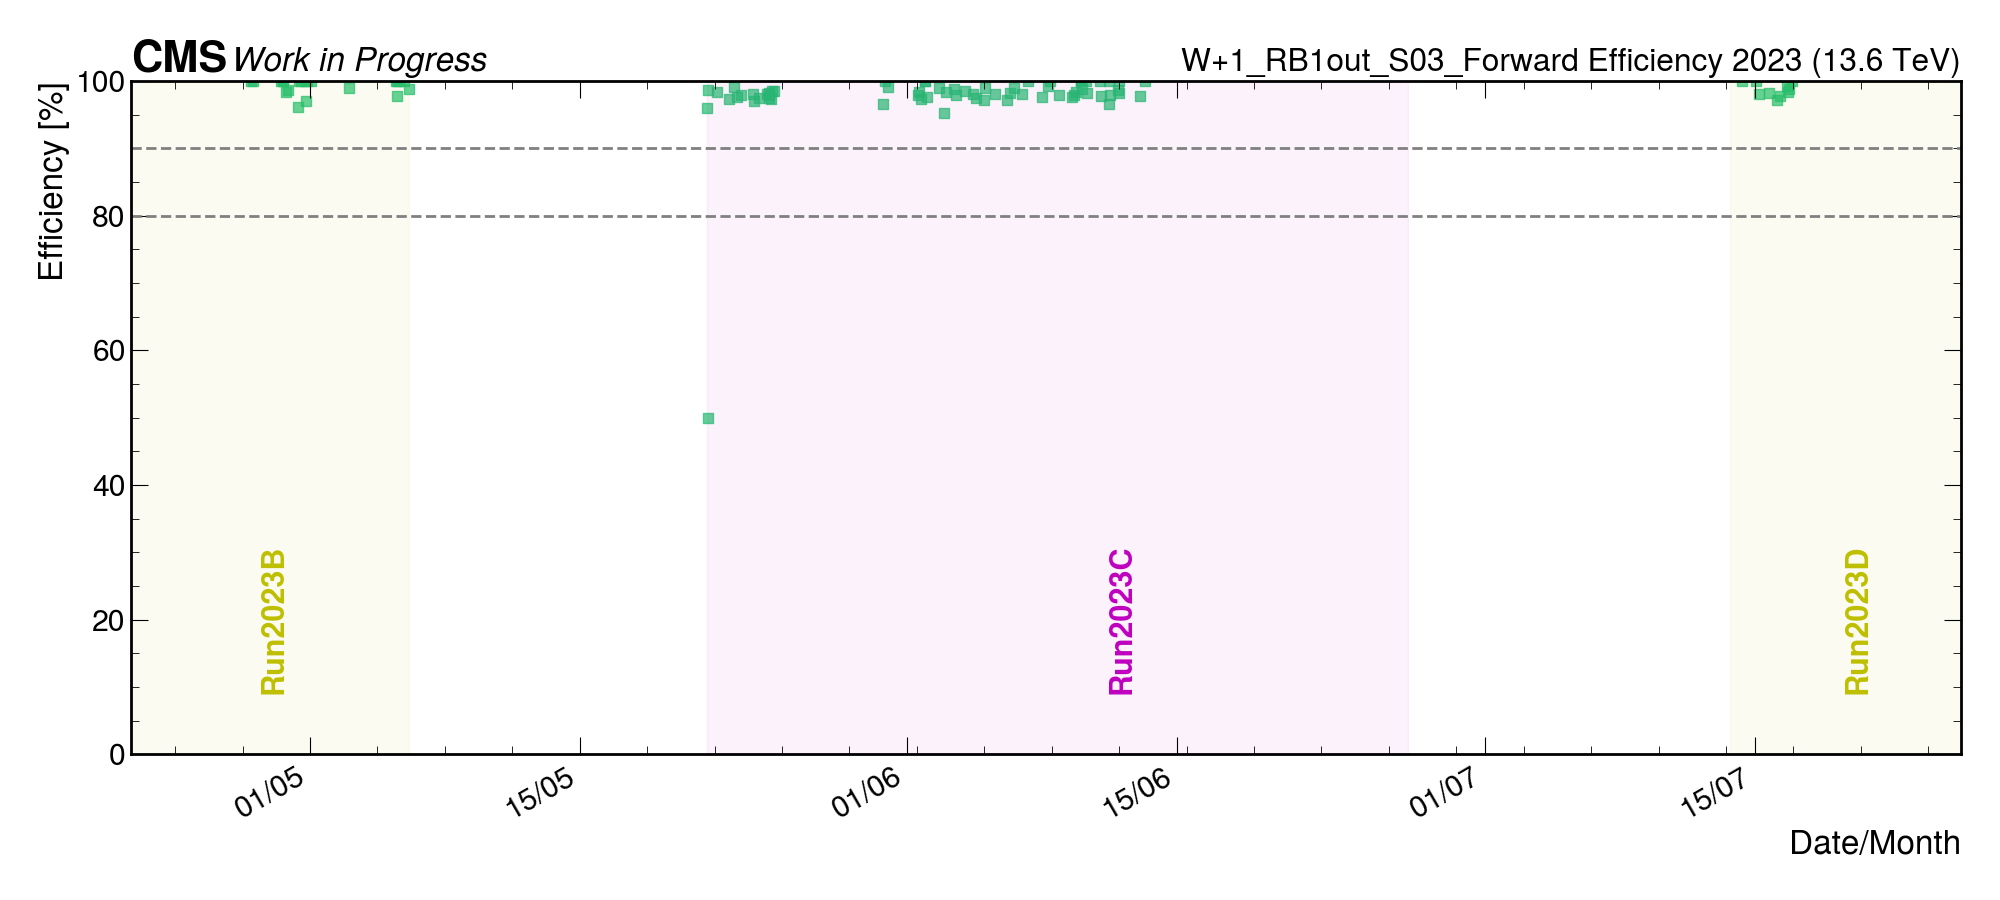 CMS Work in Progress
W+1_RB1out_S03_Forward Efficiency 2023 (13.6 TeV)
Efficiency [%]
100
80
60
40
20
0
Run2023B
Run2023C
Run2023D
01/05
15/05
01/06
15/06
01/07
15/07
Date/Month